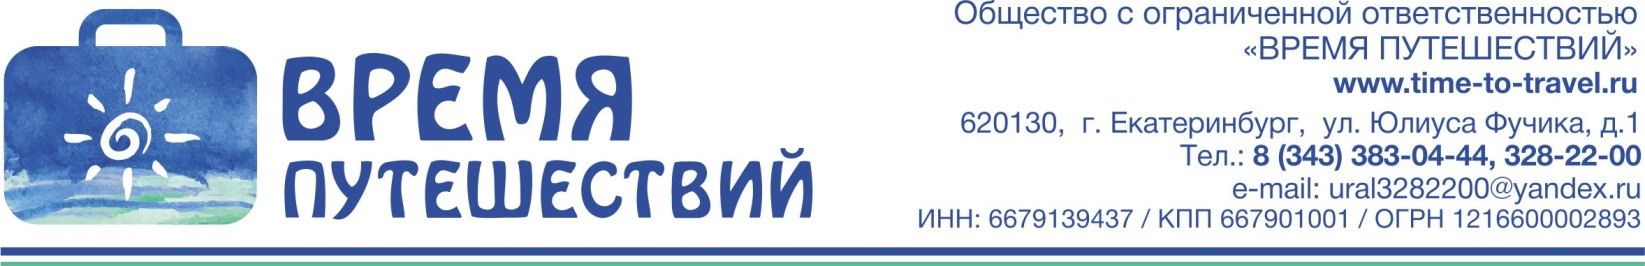 ВРЕМЯ
ПУТЕШЕСТВИЙ
Общество с ограниченной ответственностью
«ВРЕМЯ ПУТЕШЕСТВИЙ»
www.time-to-travel.ru
620130, г. Екатеринбург, ул. Юлиуса Фучика, д.1
Тел.: 8 (343) 383-04-44, 328-22-00
e-mail: ural3282200@yandex.ru
ИНН: 6679139437 / КПП 667901001 / ОГРН 1216600002893